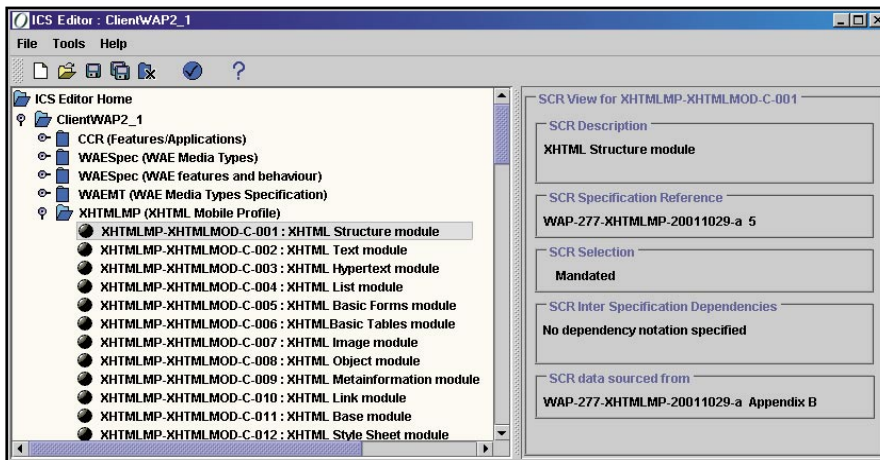 ICS Editor : ClientWAP2_1
File Tools Help
ICS Editor Home
ClientWAP2_1
CCR (Features/Applications)
WAESpec (WAE Media Types)
WAESpec (WAE features and behaviour)
WAEMT (WAE Media Types Specification)
XHTMLMP (XHTML Mobile Profile)
XHTMLMP-XHTMLMOD-C-001 : XHTML Structure module
XHTMLMP-XHTMLMOD-C-002 : XHTML Text module
XHTMLMP-XHTMLMOD-C-003 : XHTML Hypertext module
XHTMLMP-XHTMLMOD-C-004 : XHTML List module
XHTMLMP-XHTMLMOD-C-005 : XHTML Basic Forms module
XHTMLMP-XHTMLMOD-C-006 : XHTMLBasic Tables module
XHTMLMP-XHTMLMOD-C-007 : XHTML Image module
XHTMLMP-XHTMLMOD-C-008 : XHTML Object module
XHTMLMP-XHTMLMOD-C-009 : XHTML Metainformation module
XHTMLMP-XHTMLMOD-C-010 : XHTML Link module
XHTMLMP-XHTMLMOD-C-011 : XHTML Base module
XHTMLMP-XHTMLMOD-C-012 : XHTML Style Sheet module
SCR View for XHTMLMP-XHTMLMOD-C-001
SCR Description
XHTML Structure module
SCR Specification Reference
WAP-277-XHTMLMP-20011029-a 5
SCR Selection
Mandated
SCR Inter Specification Dependencies
No dependency notation specified
SCR data sourced from
WAP-277-XHTMLMP-20011029-a Appendix B